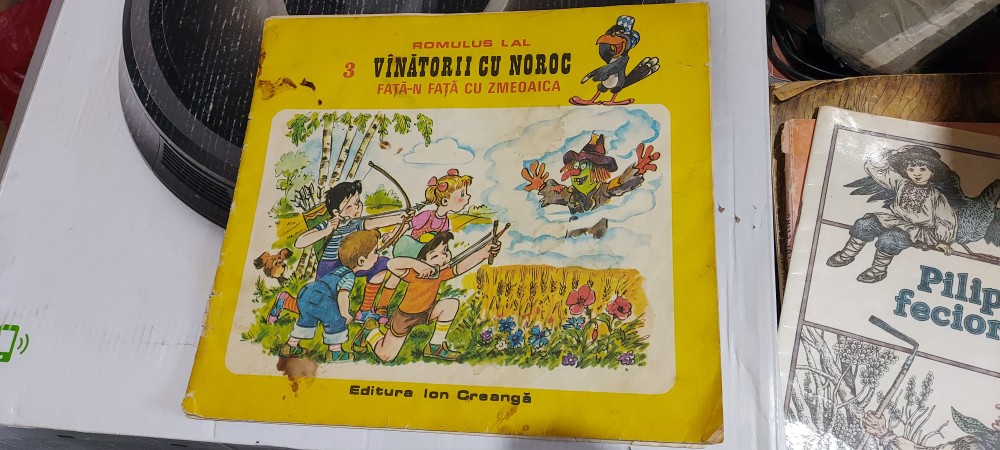 ROMULUS LAL
3 VÎNĂTORII CU NOROC
FAȚĂ-N FAȚĂ CU ZMEOAICA
Editura Ion Creangă
Pilip
fecior